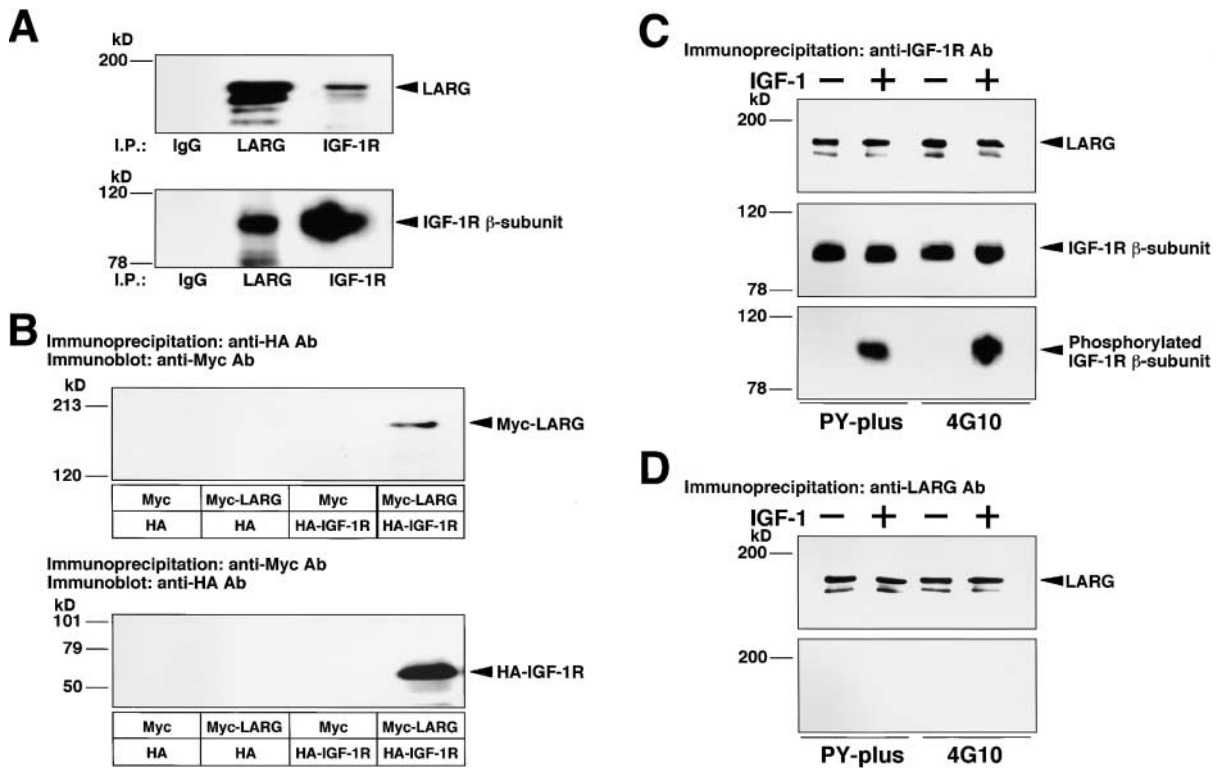 A
kD
200
LARG
I.P.: IgG LARG IGF-1R
kD
120
IGF-1R β-subunit
78
I.P.: IgG LARG IGF-1R
B
Immunoprecipitation: anti-HA Ab
Immunoblot: anti-Myc Ab
kD
213
Myc-LARG
120
Myc Myc-LARG Myc Myc-LARG
HA HA HA-IGF-1R HA-IGF-1R
Immunoprecipitation: anti-Myc Ab
Immunoblot: anti-HA Ab
kD
101
79
HA-IGF-1R
50
Myc Myc-LARG Myc Myc-LARG
HA HA HA-IGF-1R HA-IGF-1R
C
Immunoprecipitation: anti-IGF-1R Ab
IGF-1 − + − +
kD
200
LARG
120
IGF-1R β-subunit
78
120
Phosphorylated
IGF-1R β-subunit
78
PY-plus 4G10
D
Immunoprecipitation: anti-LARG Ab
IGF-1 − + − +
kD
200
LARG
200
PY-plus 4G10